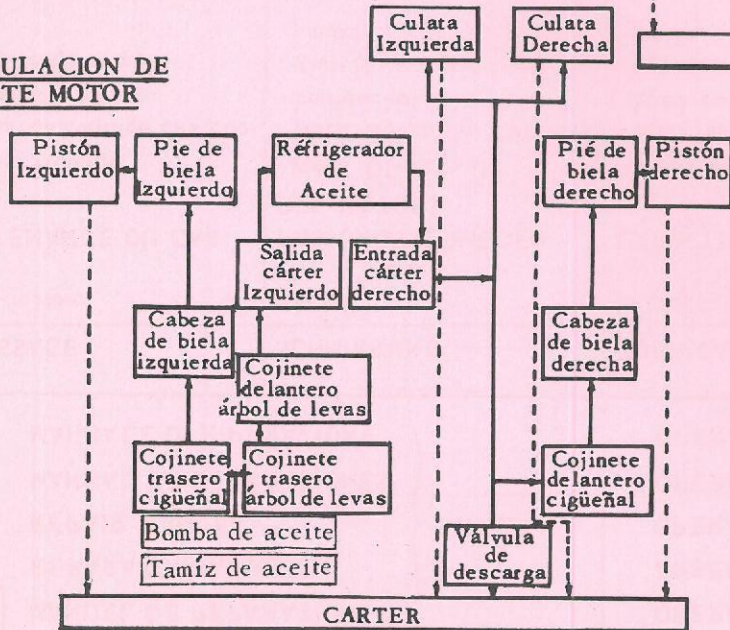 Culata
Izquierda
Culata
Derecha
ULACION DE
TE MOTOR
Pistón
Izquierdo
Pie de
biela
Izquierdo
Réfrigerador
de
Aceite
Pié de
biela
derecho
Pistón
derecho
Salida
cárter
Izquierdo
Entrada
cárter
derecho
Cabeza
de biela
izquierda
Cabeza
de biela
derecha
Cojinete
delantero
árbol de levas
Cojinete
trasero
cigüeñal
Cojinete
trasero
árbol de levas
Cojinete
delantero
cigüeñal
Bomba de aceite
Tamíz de aceite
Válvula
de
descarga
CARTER